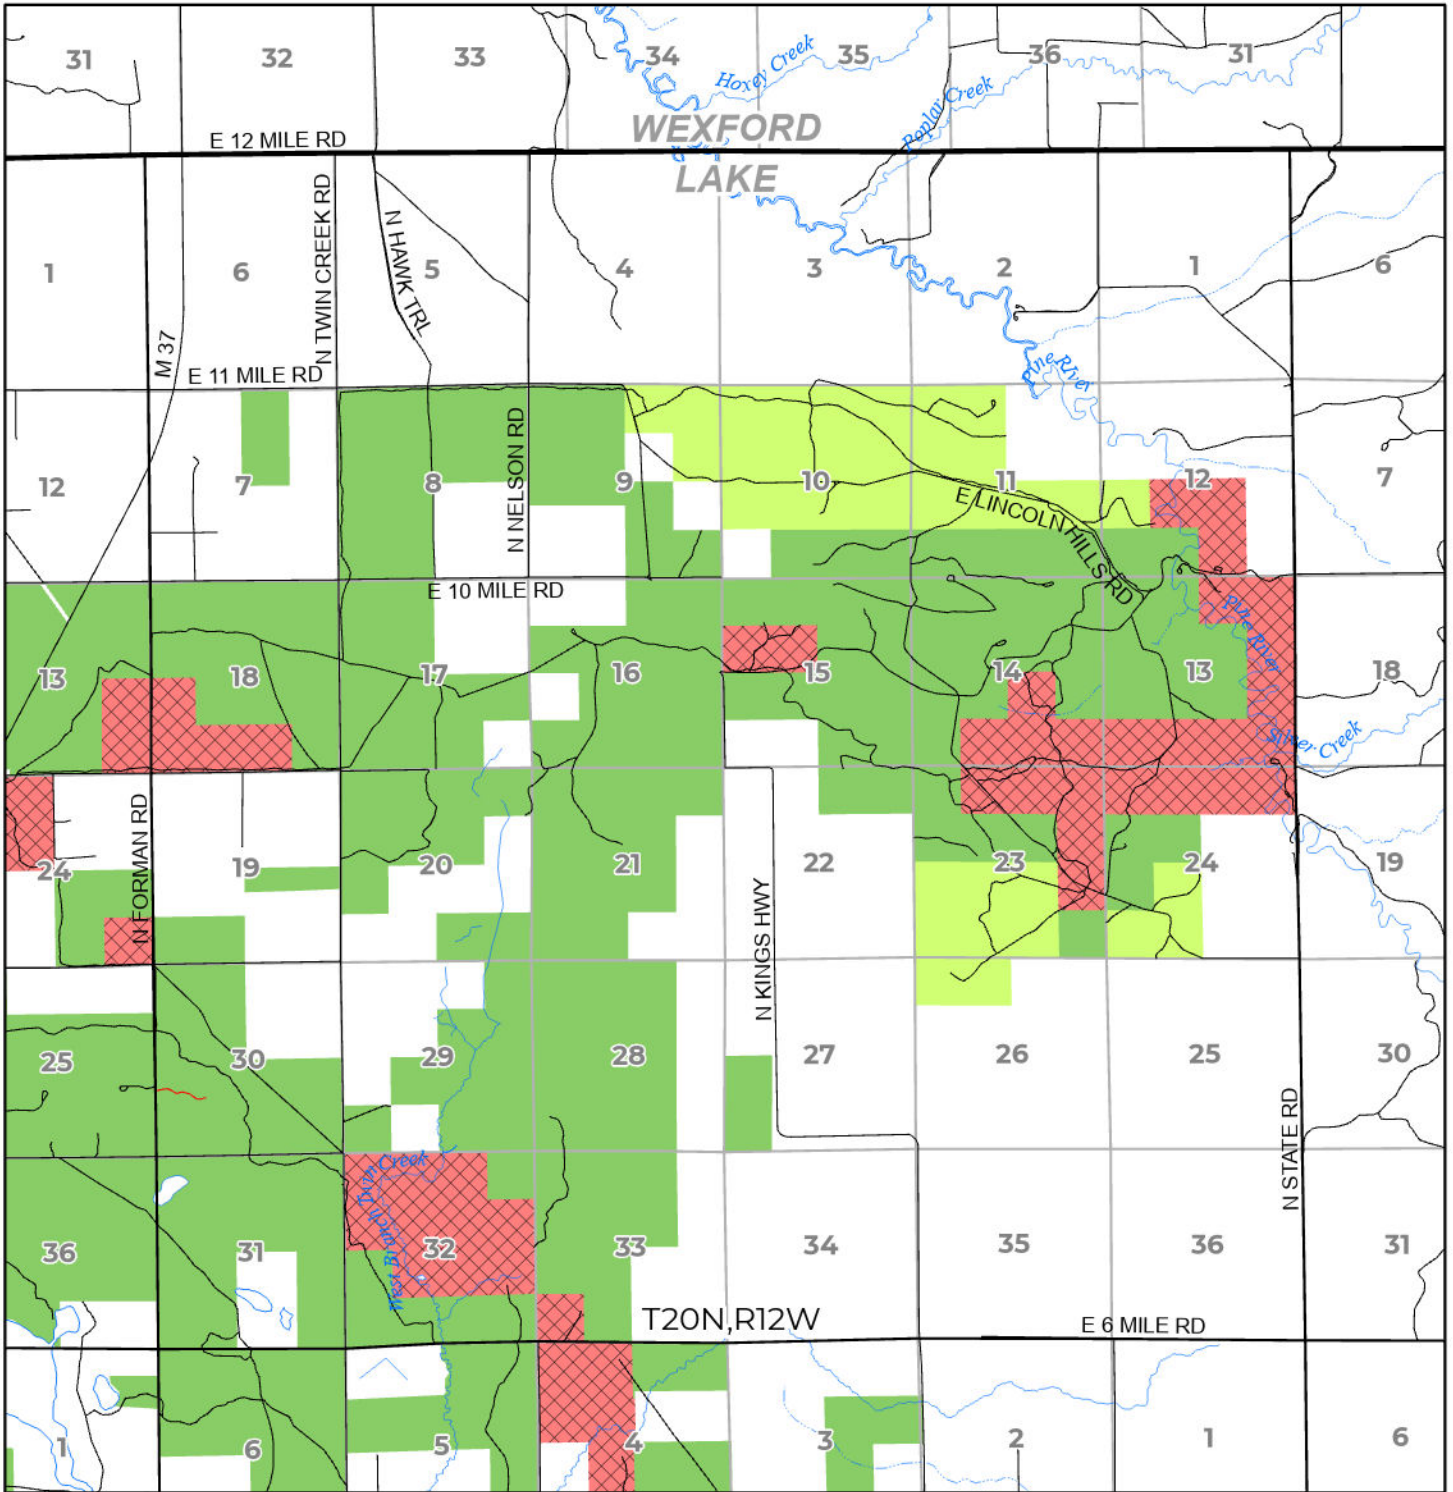 31 32 33 34 35 36 31
Hoxey Creek
Poplar Creek
E 12 MILE RD
WEXFORD
LAKE
N TWIN CREEK RD
N HAWK TRL
1 6 5 4 3 2 1 6
M 37
E 11 MILE RD
Pine River
N NELSON RD
12 7 8 9 10 11 12 7
E LINCOLN HILLS RD
E 10 MILE RD
Pine River
13 18 17 16 15 14 13 18
Silver Creek
N FORMAN RD
24 19 20 21 22 23 24 19
N KINGS HWY
25 30 29 28 27 26 25 30
N STATE RD
West Branch Twin Creek
36 31 32 33 34 35 36 31
T20N,R12W
E 6 MILE RD
1 6 5 4 3 2 1 6